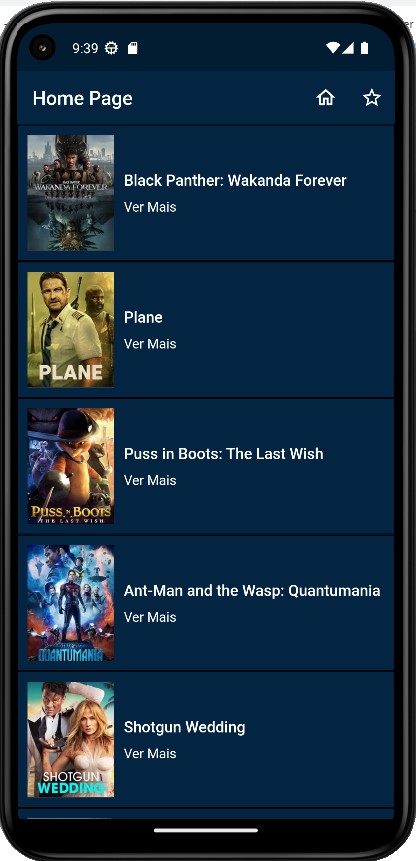 er
9:39
Home Page
WAKANDA FOREVER
Black Panther: Wakanda Forever
Ver Mais
PLANE
Plane
Ver Mais
PUSS IN BOOTS
THE LAST WISH
Puss in Boots: The Last Wish
Ver Mais
QUANTUMANIA
Ant-Man and the Wasp: Quantumania
Ver Mais
SHOTGUN
WEDDING
Shotgun Wedding
Ver Mais